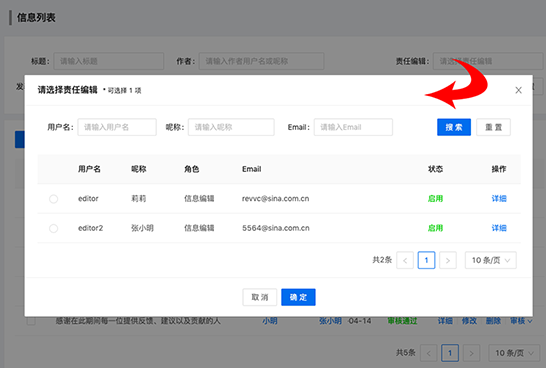 信息列表
标题： 请输入标题 作者： 请输入作者用户名或昵称 责任编辑： 请选择责任编辑
发
请选择责任编辑 * 可选择 1 项
用户名： 请输入用户名 昵称： 请输入昵称 Email： 请输入Email 搜 索 重 置
用户名 昵称 角色 Email 状态 操作
editor 莉莉 信息编辑 revvc@sina.com.cn 启用 详细
editor2 张小明 信息编辑 5564@sina.com.cn 启用 详细
共2条 < 1 > 10 条/页
取 消 确 定
感谢在此期间每一位提供反馈、建议以及贡献的人 小明 张小明 04-14 审核通过 详细 修改 删除 审核
共5条 < 1 > 10 条/页